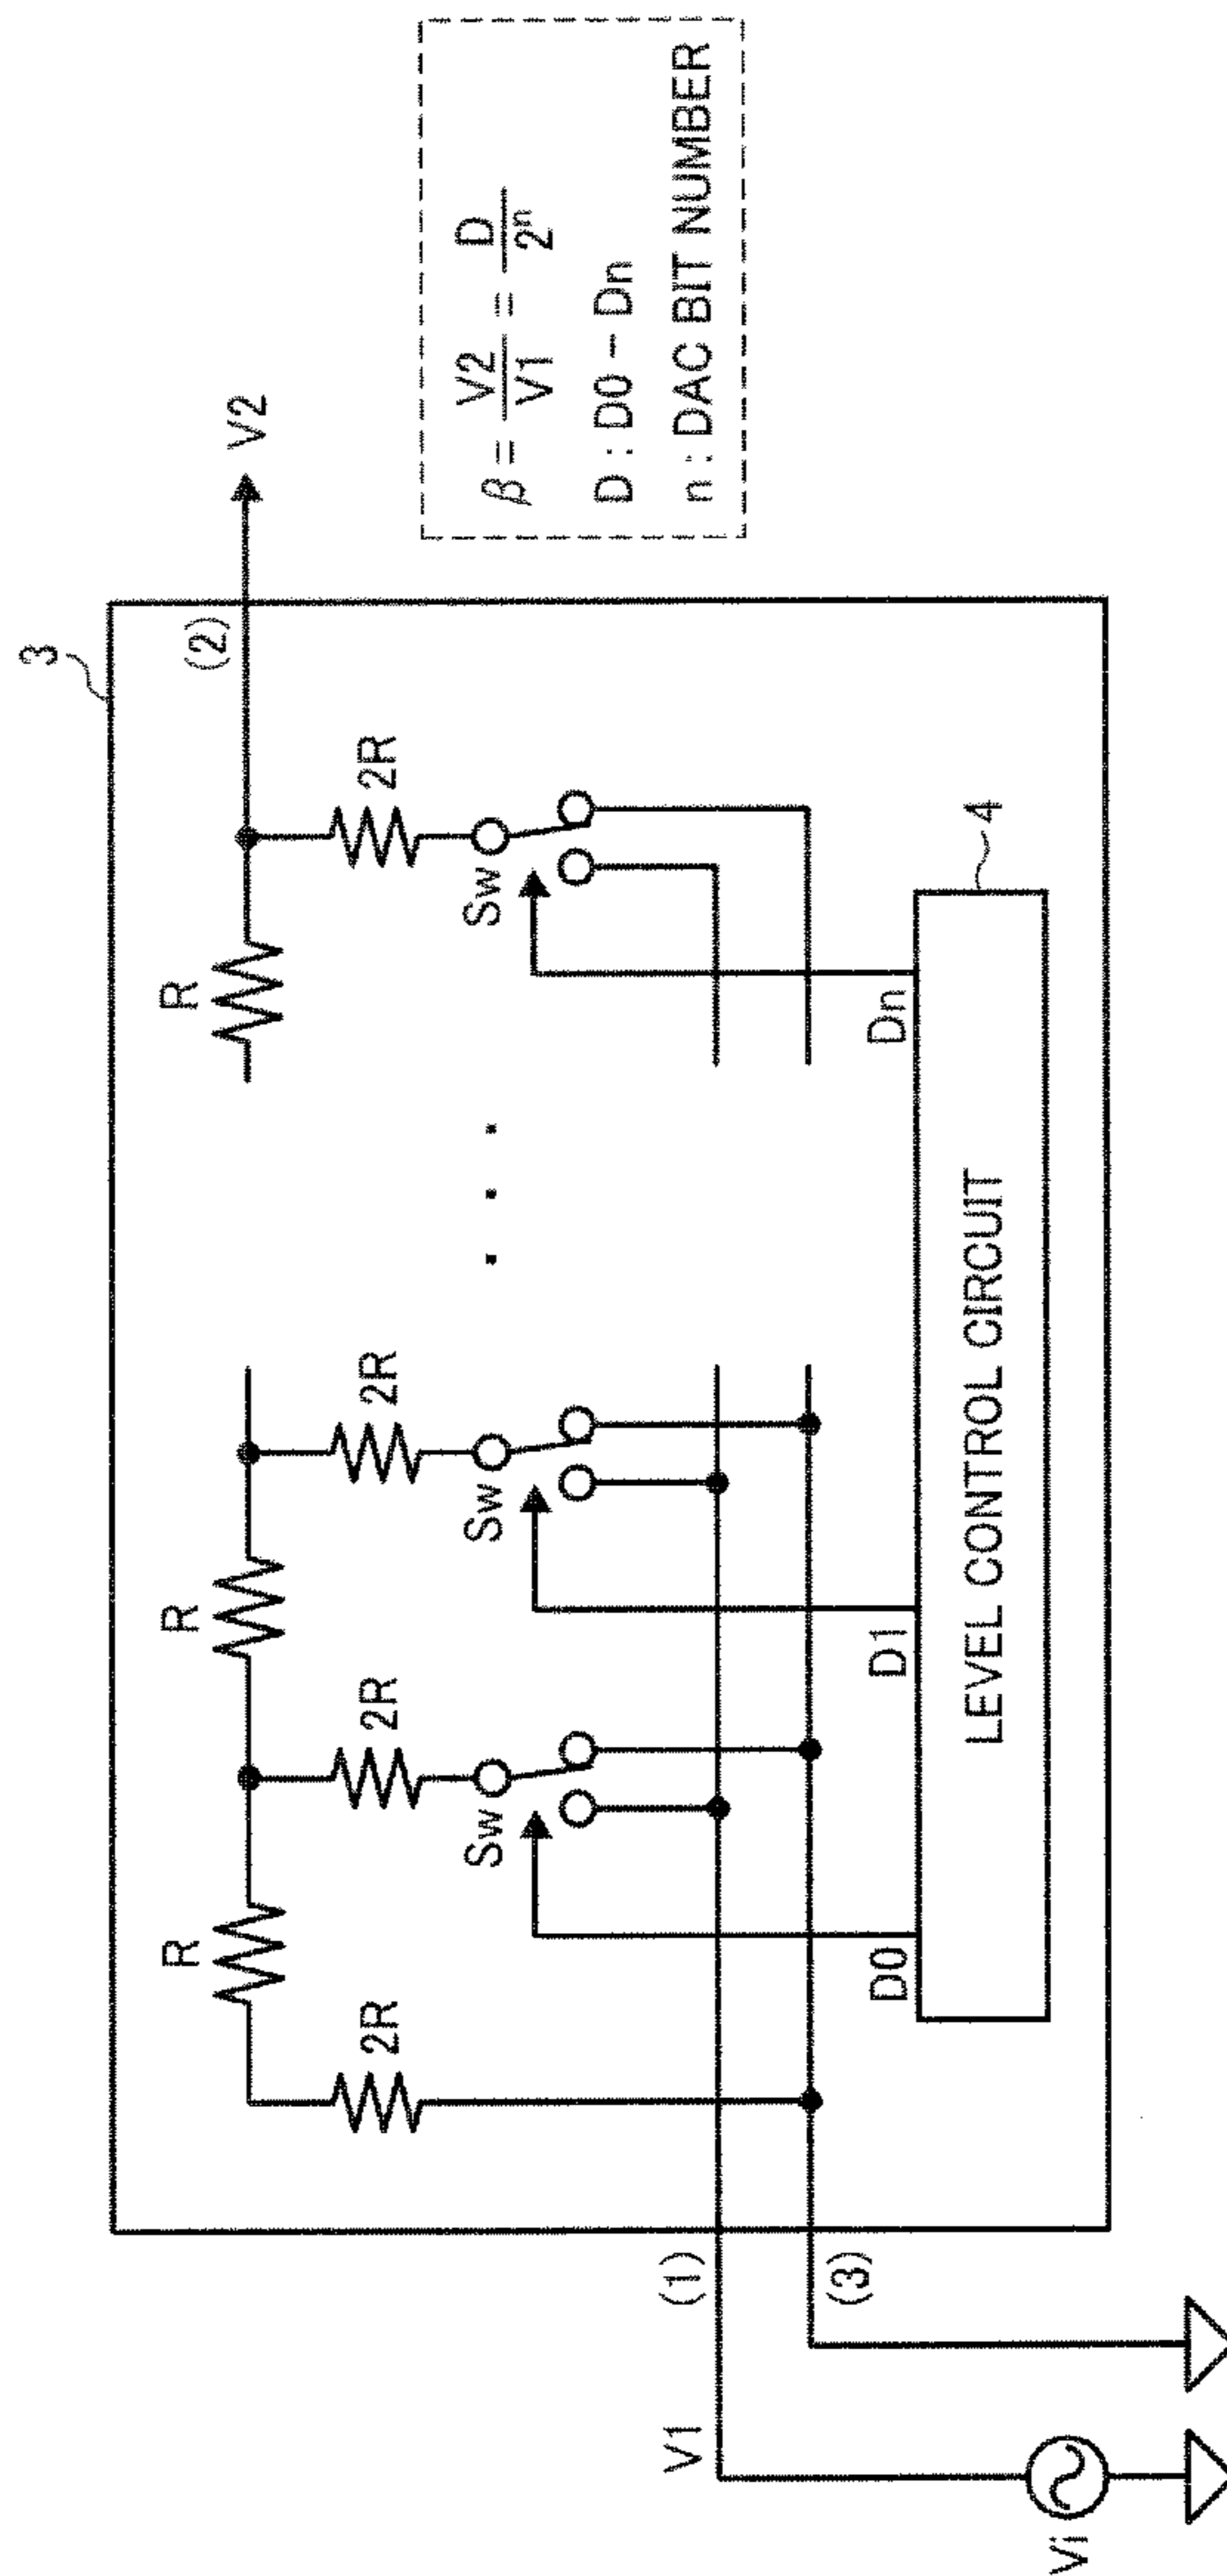 3
(2)
V2
R
R
R
2R
2R
2R
2R
Sw
Sw
Sw
D0
D1
Dn
4
LEVEL CONTROL CIRCUIT
(1)
(3)
V1
Vi
β = V2/V1 = D/2ⁿ
D : D0 – Dn
n : DAC BIT NUMBER